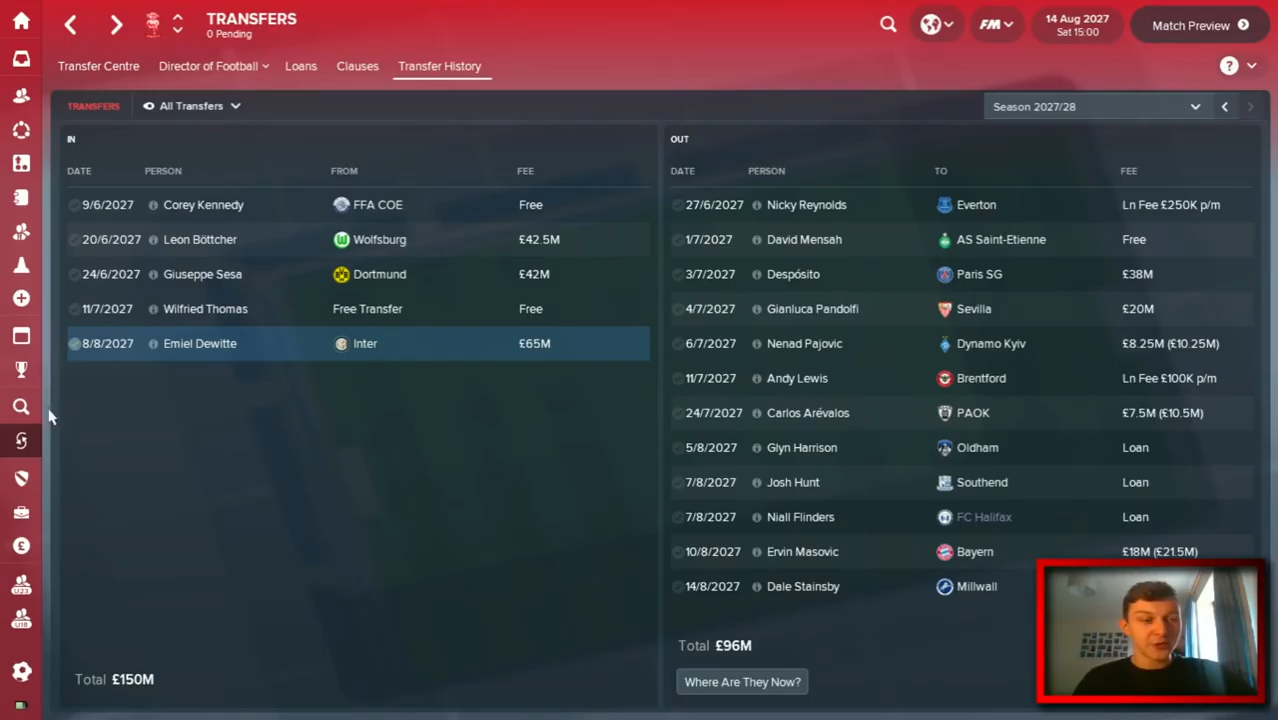 TRANSFERS
0 Pending
FM
14 Aug 2027
Sat 15:00
Match Preview
Transfer Centre
Director of Football
Loans
Clauses
Transfer History
?
TRANSFERS
All Transfers
Season 2027/28
IN
DATE PERSON FROM FEE
9/6/2027 Corey Kennedy FFA COE Free
20/6/2027 Leon Böttcher Wolfsburg £42.5M
24/6/2027 Giuseppe Sesa Dortmund £42M
11/7/2027 Wilfried Thomas Free Transfer Free
8/8/2027 Emiel Dewitte Inter £65M
Total £150M
OUT
DATE PERSON TO FEE
27/6/2027 Nicky Reynolds Everton Ln Fee £250K p/m
1/7/2027 David Mensah AS Saint-Etienne Free
3/7/2027 Despósito Paris SG £38M
4/7/2027 Gianluca Pandolfi Sevilla £20M
6/7/2027 Nenad Pajovic Dynamo Kyiv £8.25M (£10.25M)
11/7/2027 Andy Lewis Brentford Ln Fee £100K p/m
24/7/2027 Carlos Arévalos PAOK £7.5M (£10.5M)
5/8/2027 Glyn Harrison Oldham Loan
7/8/2027 Josh Hunt Southend Loan
7/8/2027 Niall Flinders FC Halifax Loan
10/8/2027 Ervin Masovic Bayern £18M (£21.5M)
14/8/2027 Dale Stainsby Millwall
Total £96M
Where Are They Now?
U23
U18